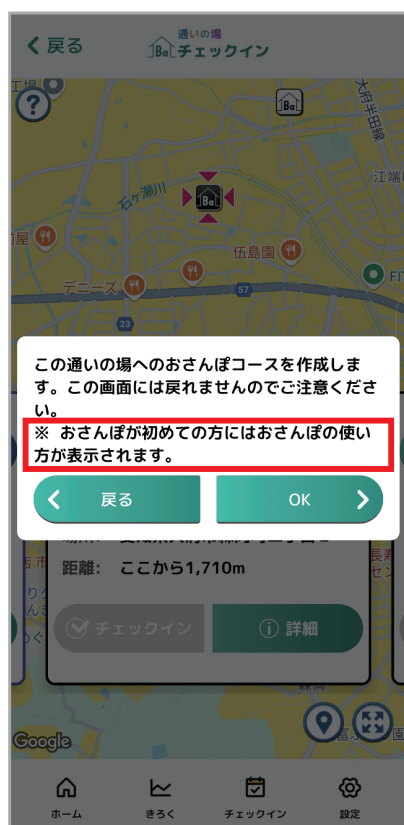 戻る
通いの場
Ba チェックイン
工場
?
Ba
大府半田線
江端
石ヶ瀬川
Ba
屋
伍島園
デニーズ
57
23
この通いの場へのおさんぽコースを作成しま
す。この画面には戻れませんのでご注意くださ
い。
※ おさんぽが初めての方にはおさんぽの使い
方が表示されます。
戻る
OK
距離: ここから1,710m
チェックイン
詳細
Google
ホーム
きろく
チェックイン
設定